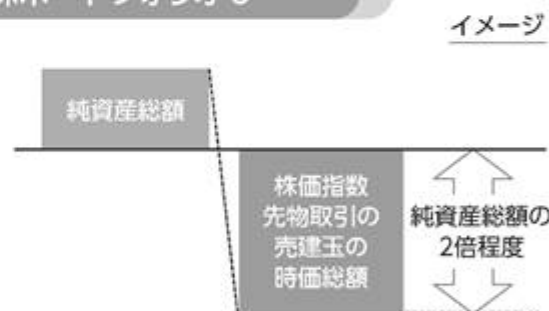 イメージ
純資産総額
株価指数
先物取引の
売建玉の
時価総額
純資産総額の
2倍程度